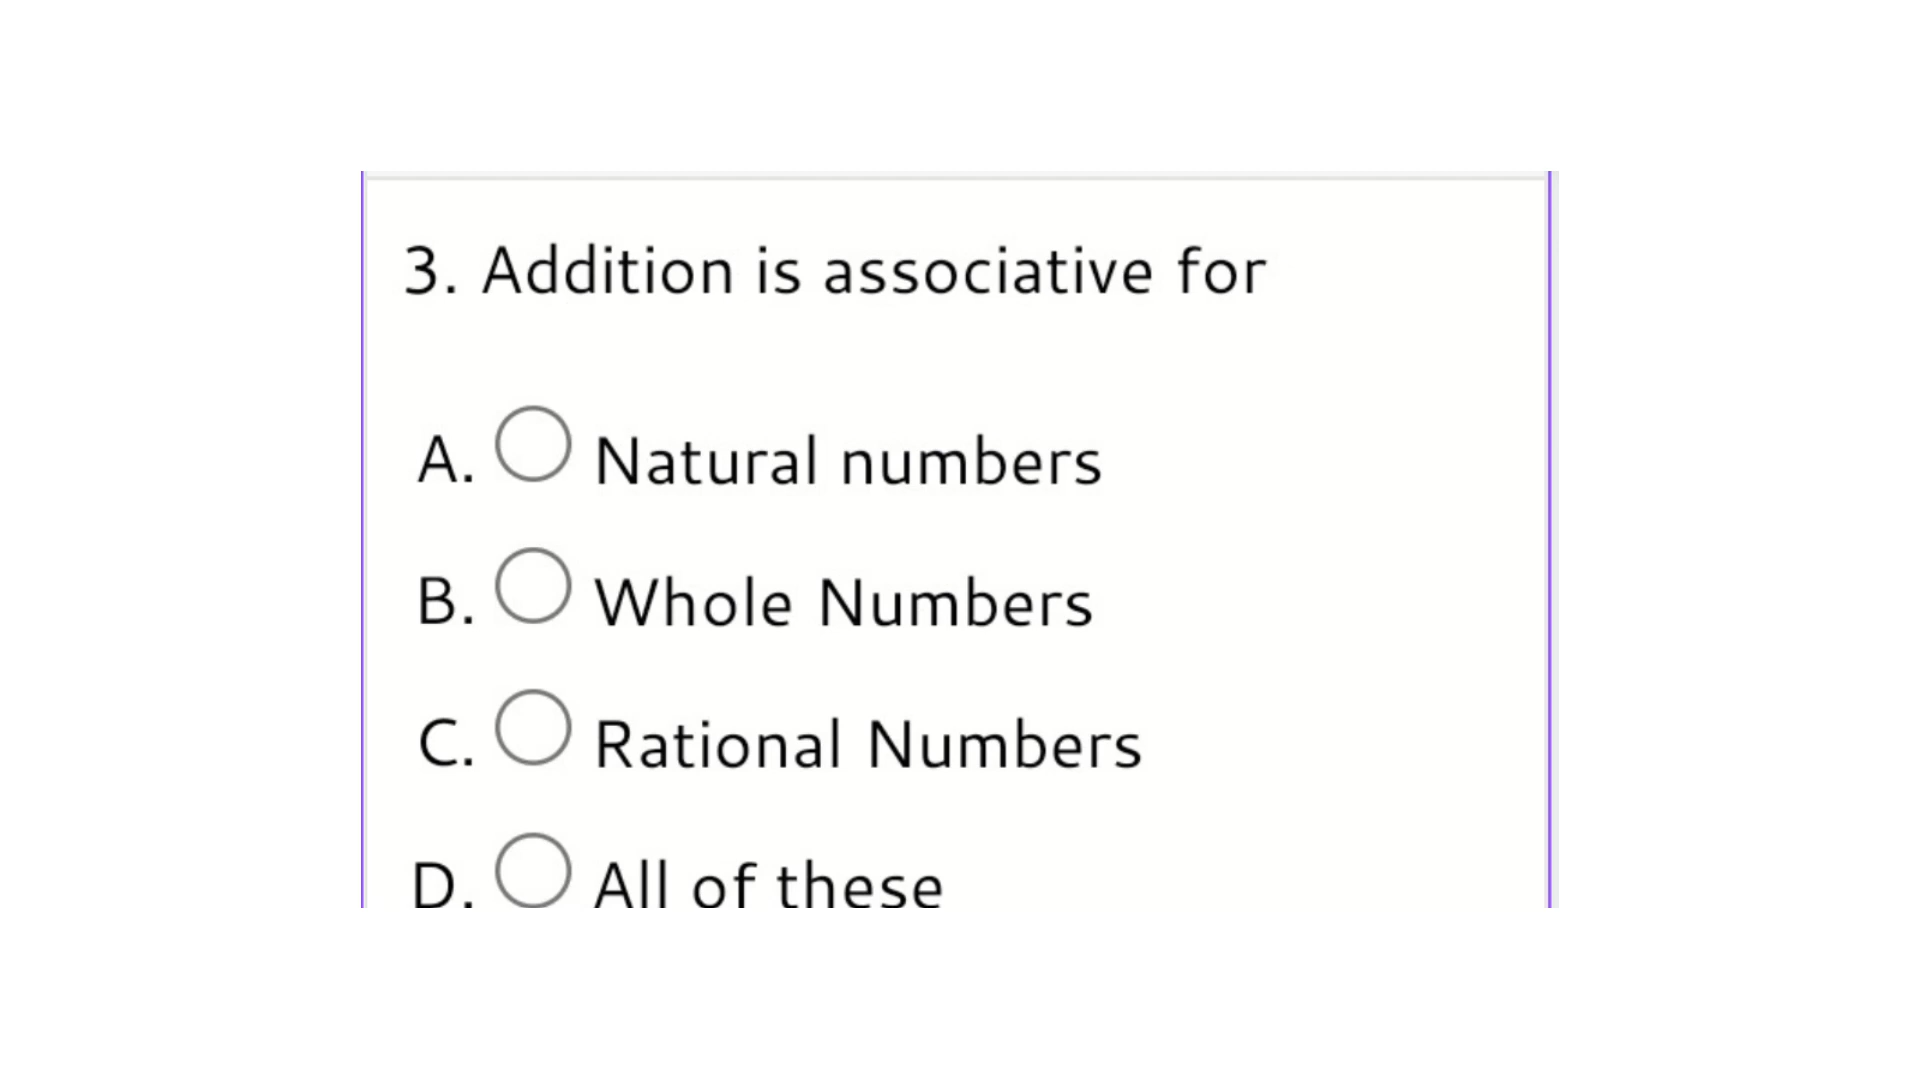 3. Addition is associative for
A. Natural numbers
B. Whole Numbers
C. Rational Numbers
D. All of these